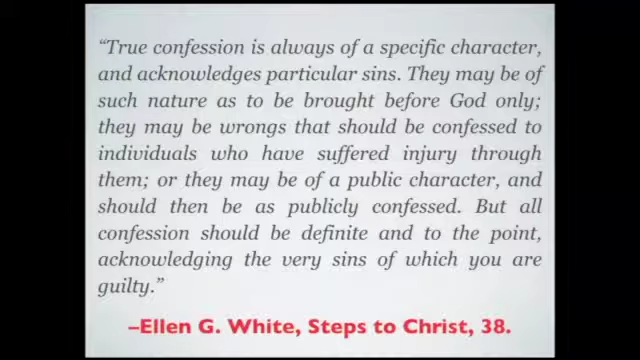 “True confession is always of a specific character,
and acknowledges particular sins. They may be of
such nature as to be brought before God only;
they may be wrongs that should be confessed to
individuals who have suffered injury through
them; or they may be of a public character, and
should then be as publicly confessed. But all
confession should be definite and to the point,
acknowledging the very sins of which you are
guilty.”
–Ellen G. White, Steps to Christ, 38.